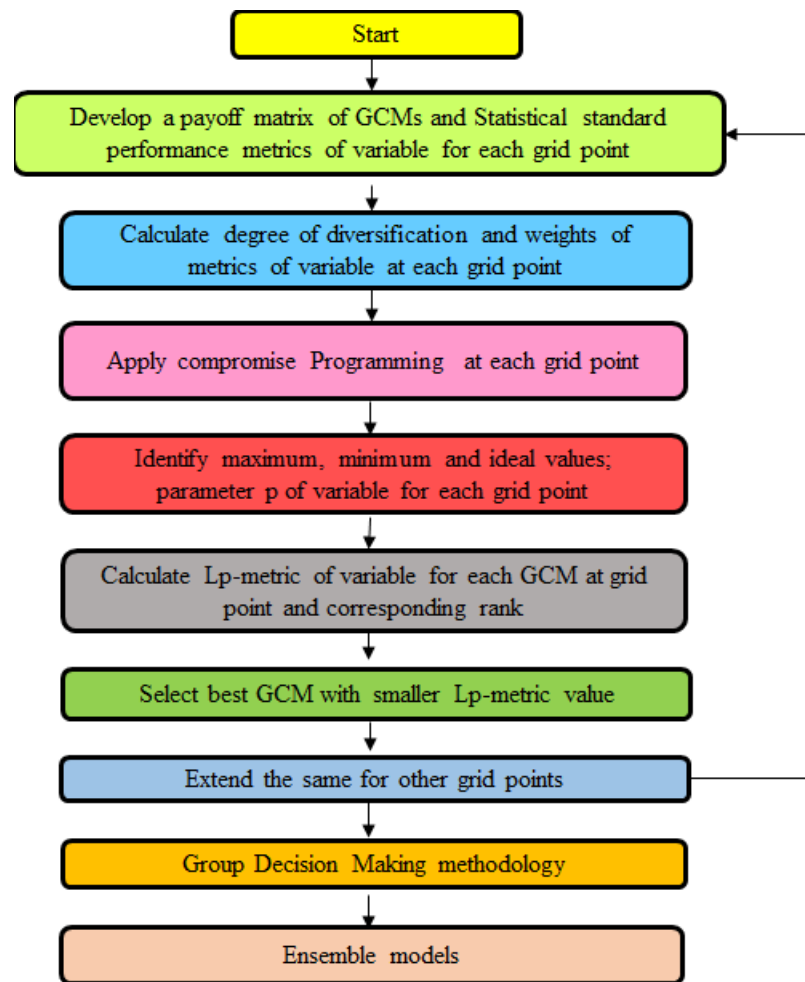 Start
Develop a payoff matrix of GCMs and Statistical standard
performance metrics of variable for each grid point
Calculate degree of diversification and weights of
metrics of variable at each grid point
Apply compromise Programming at each grid point
Identify maximum, minimum and ideal values;
parameter p of variable for each grid point
Calculate Lp-metric of variable for each GCM at grid
point and corresponding rank
Select best GCM with smaller Lp-metric value
Extend the same for other grid points
Group Decision Making methodology
Ensemble models